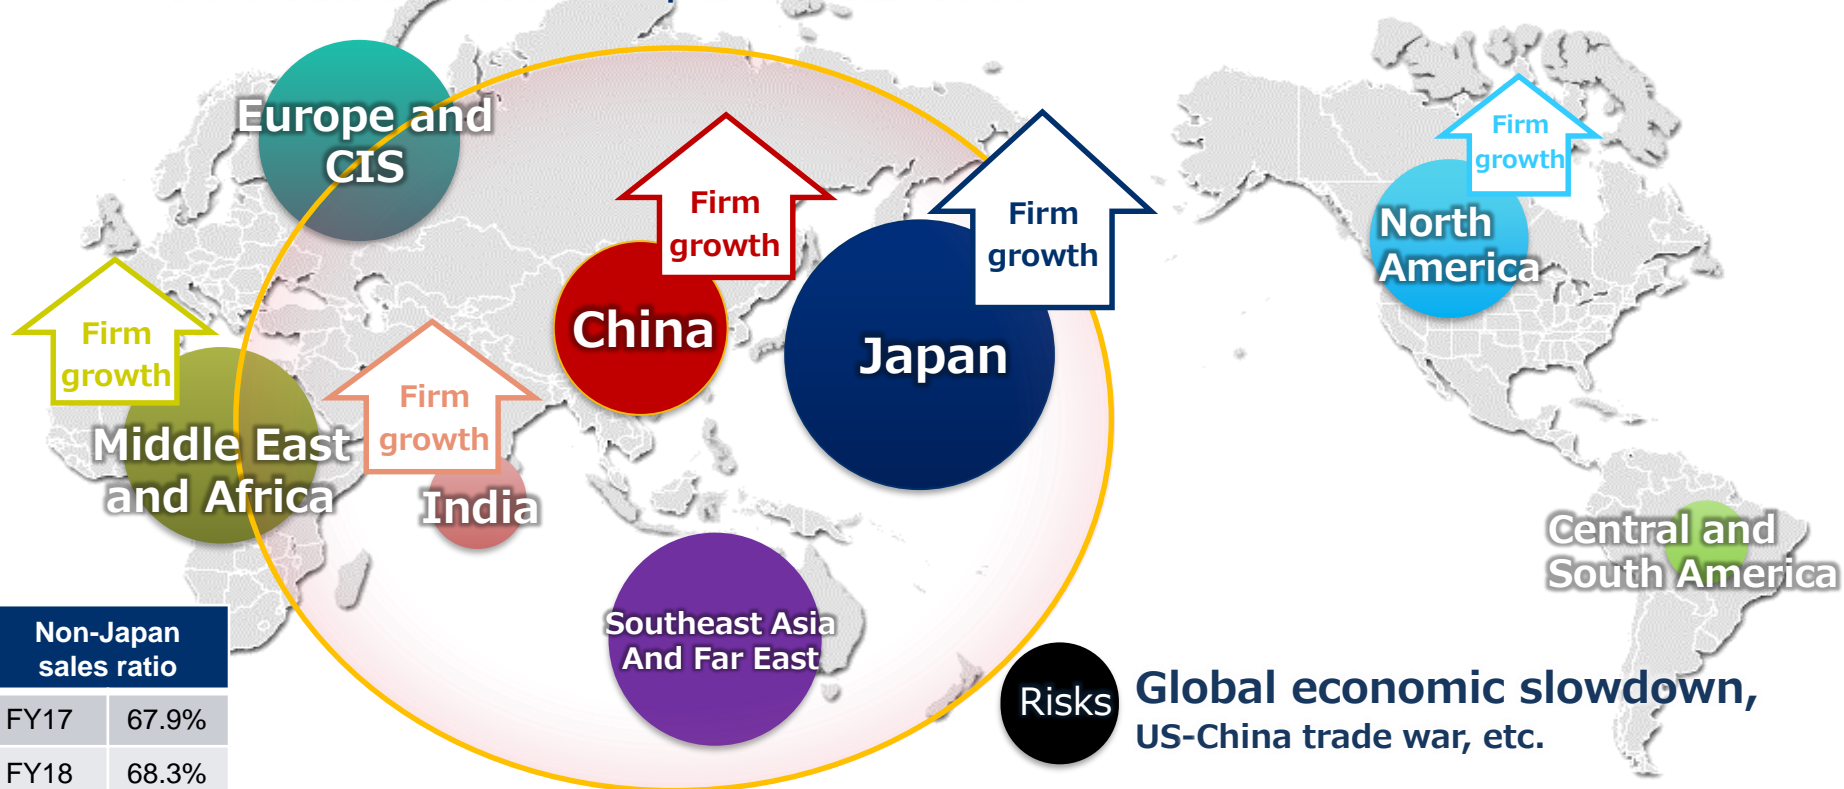 Europe and
CIS
Firm
growth
China
Firm
growth
Japan
Firm
growth
North
America
Firm
growth
Middle East
and Africa
Firm
growth
India
Southeast Asia
And Far East
Central and
South America
Non-Japan
sales ratio
FY17 67.9%
FY18 68.3%
Risks
Global economic slowdown,
US-China trade war, etc.